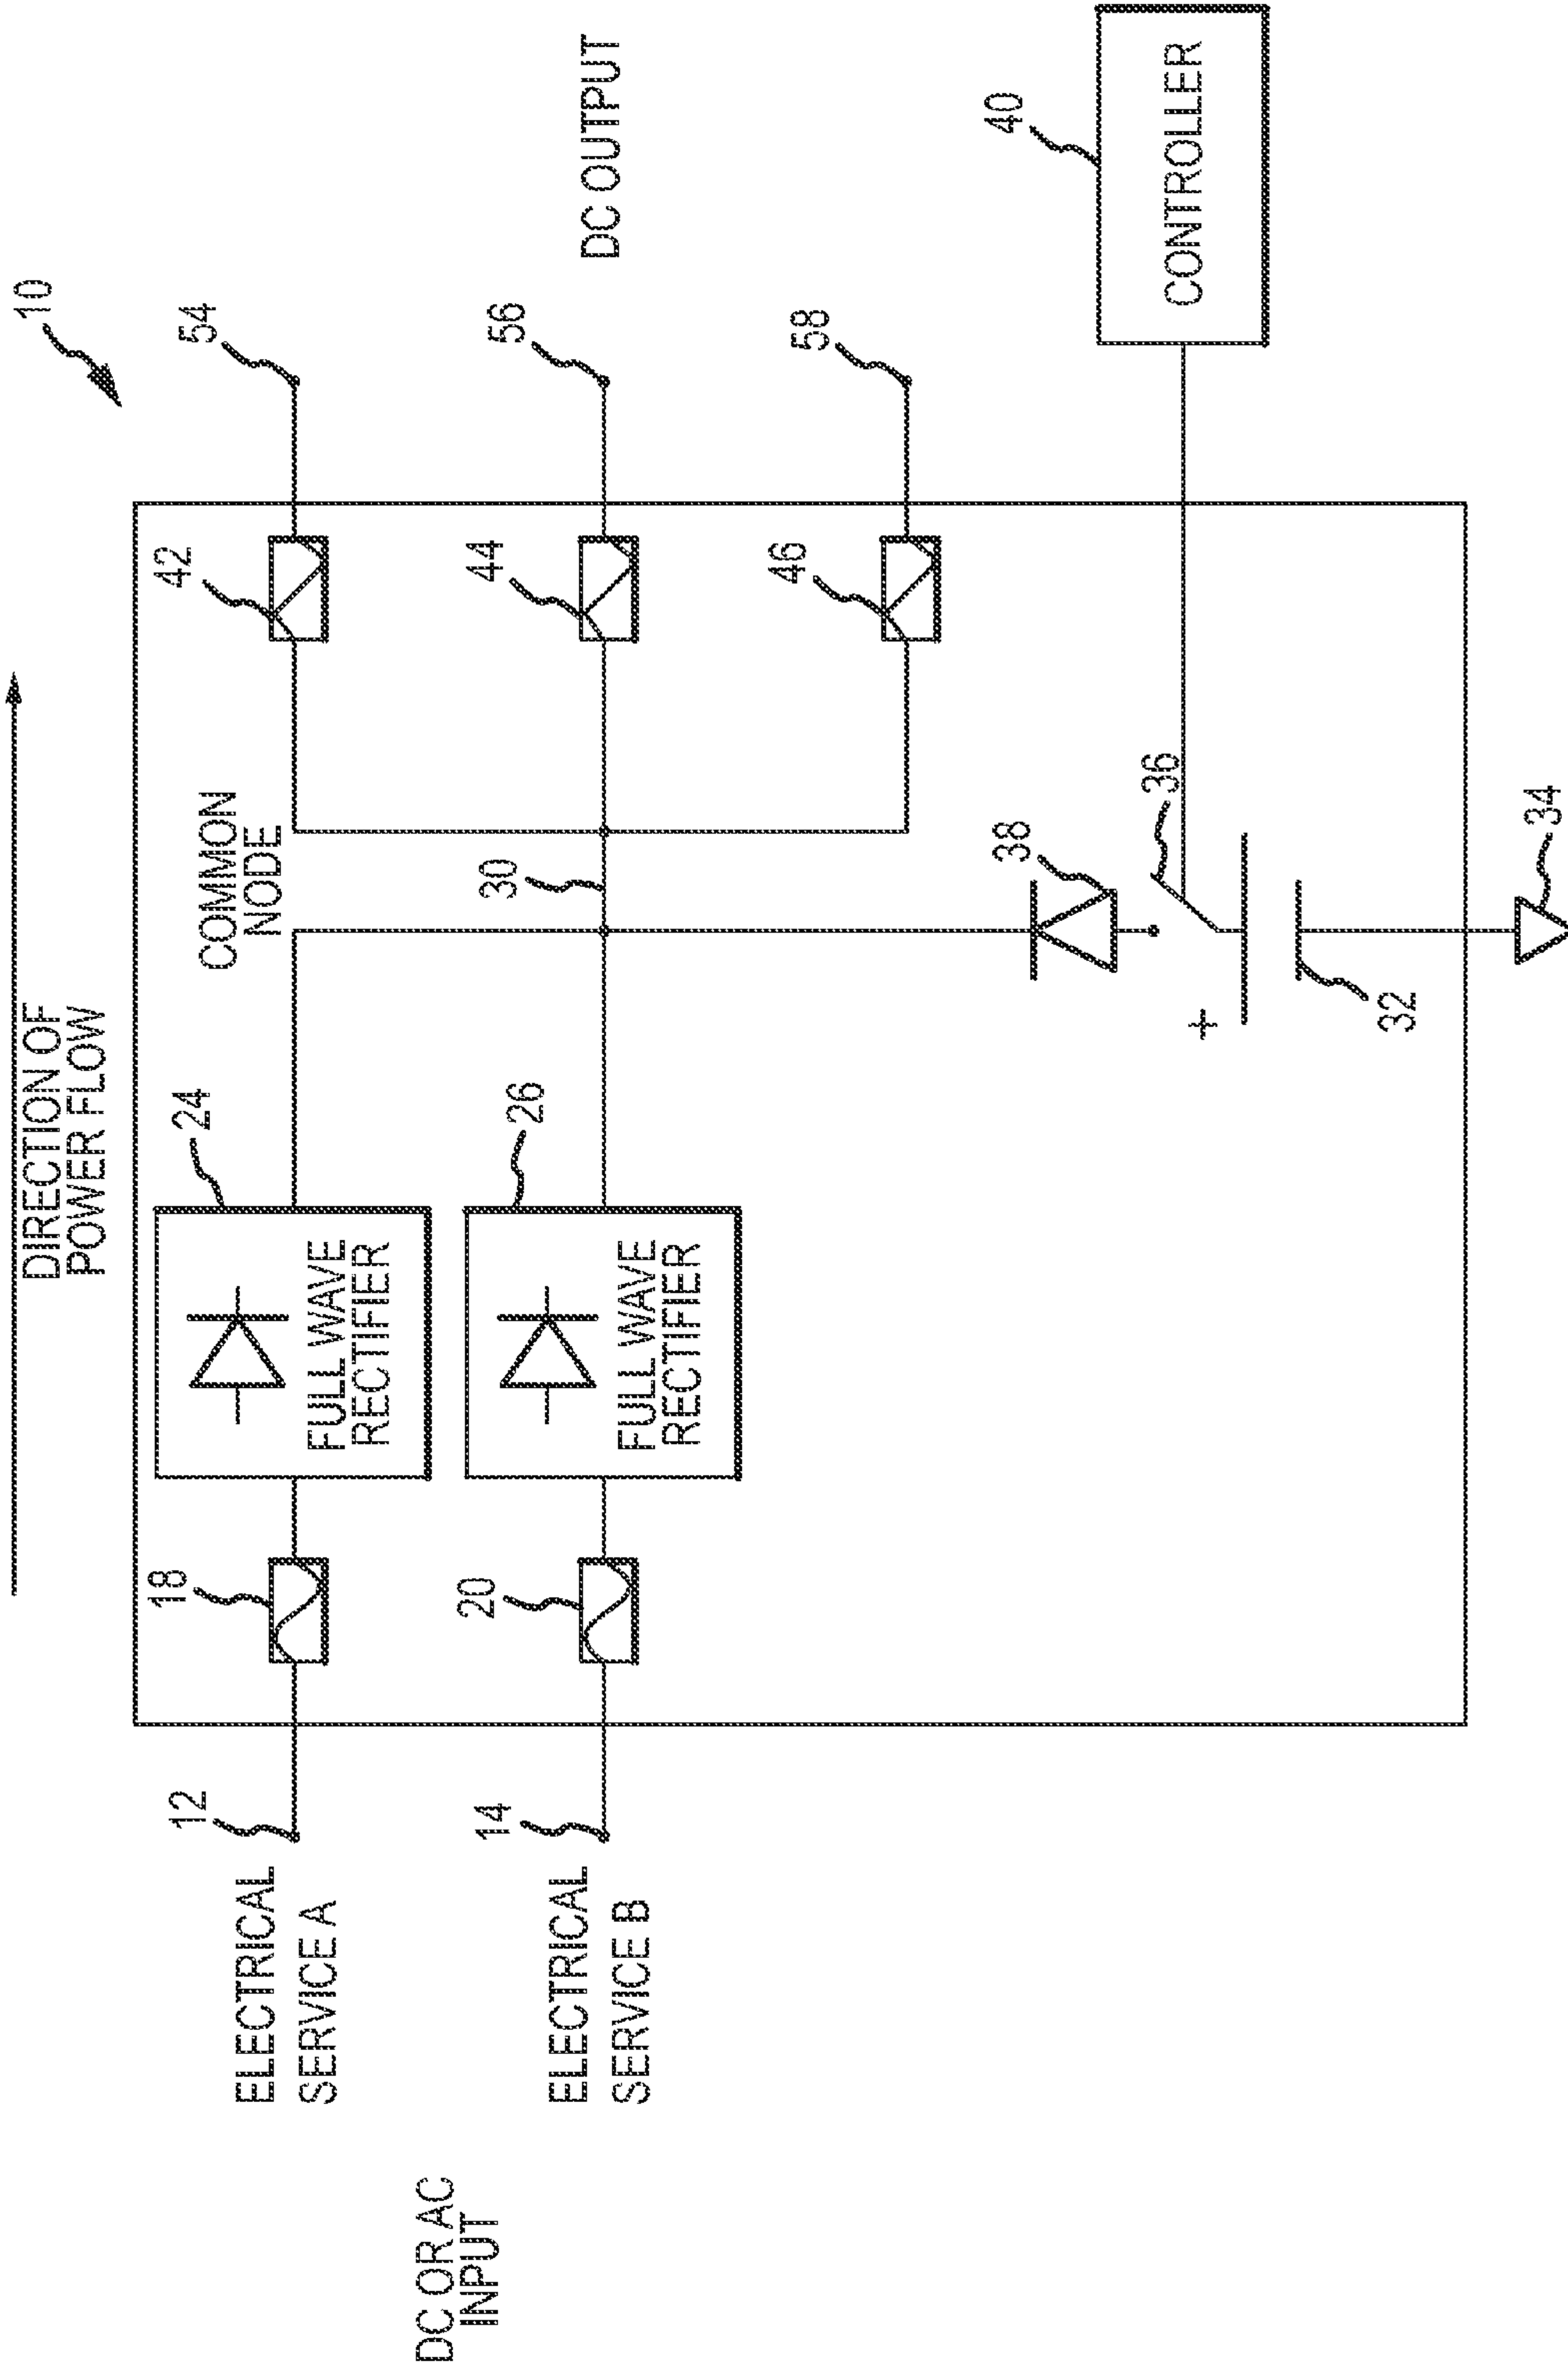 DIRECTION OF
POWER FLOW
10
DC OR AC
INPUT
ELECTRICAL
SERVICE A
12
18
24
FULL WAVE
RECTIFIER
COMMON
NODE
42
54
ELECTRICAL
SERVICE B
14
20
26
FULL WAVE
RECTIFIER
30
44
56
DC OUTPUT
46
58
38
36
+
32
34
40
CONTROLLER